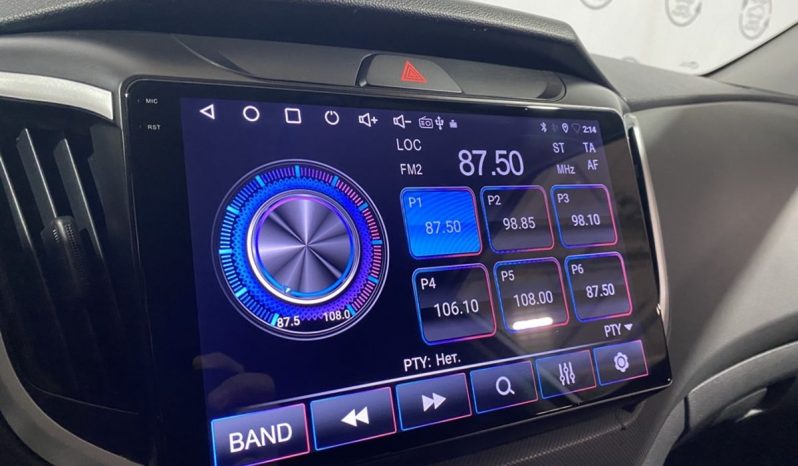 MIC
RST
2:14
LOC
87.50
ST TA
FM2
MHz AF
P1
87.50
P2
98.85
P3
98.10
P4
106.10
P5
108.00
P6
87.50
87.5 108.0
PTY
PTY: Нет.
BAND